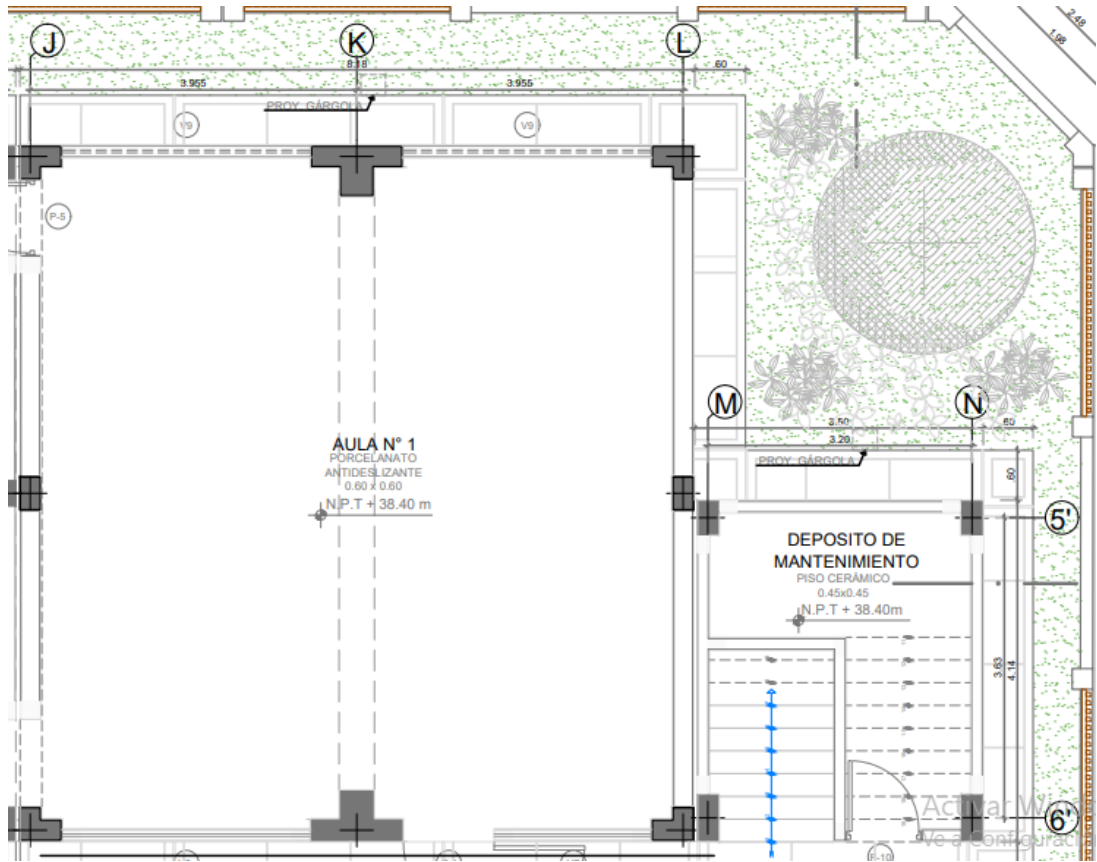 J
K
L
2.48
1.98
8.18
.60
3.955
3.955
PROY. GÁRGOLA
V9
V9
P-5
M
N
3.50
.60
3.20
AULA N° 1
PORCELANATO
ANTIDESLIZANTE
0.60 x 0.60
N.P.T + 38.40 m
PROY. GÁRGOLA
.60
5'
DEPOSITO DE
MANTENIMIENTO
PISO CERÁMICO
0.45x0.45
N.P.T + 38.40m
3.63
4.14
6'
Activar Windows
Ve a Configuraci